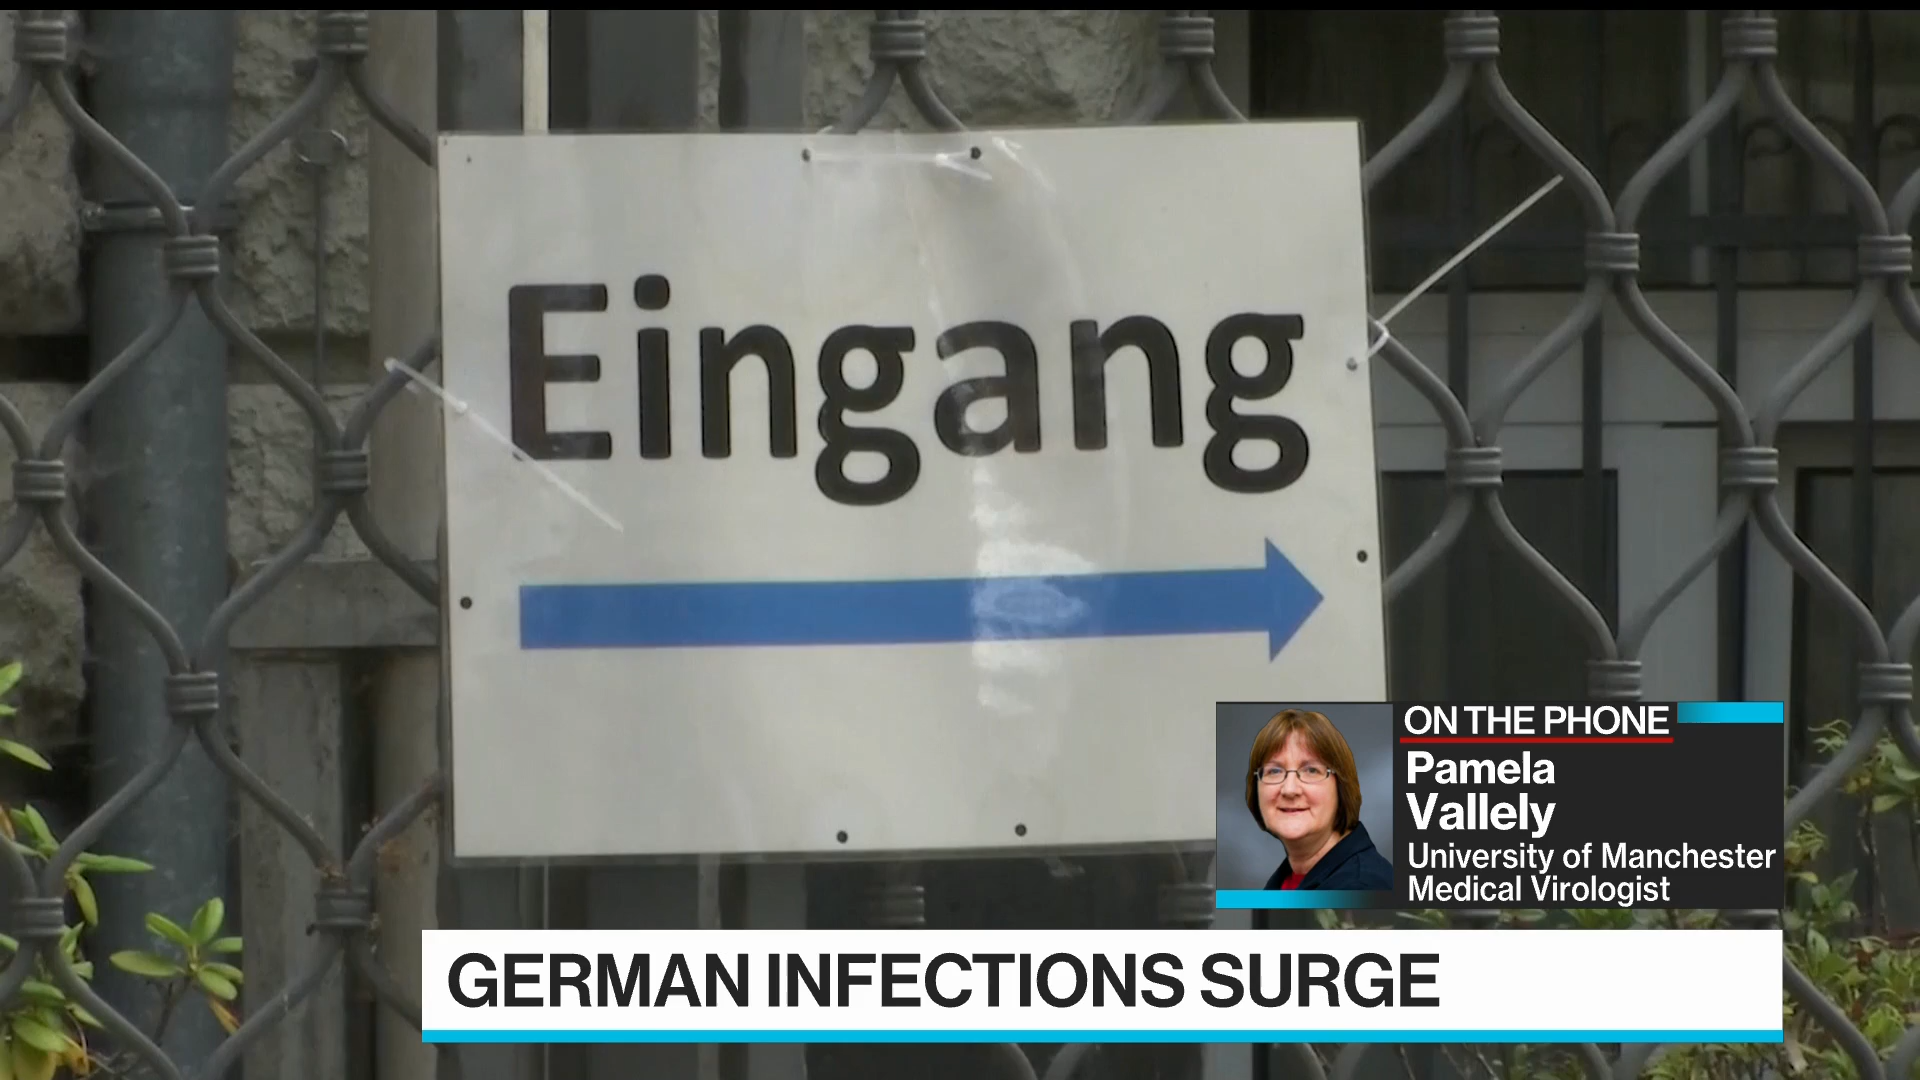 Eingang
ON THE PHONE
Pamela
Vallely
University of Manchester
Medical Virologist
GERMAN INFECTIONS SURGE